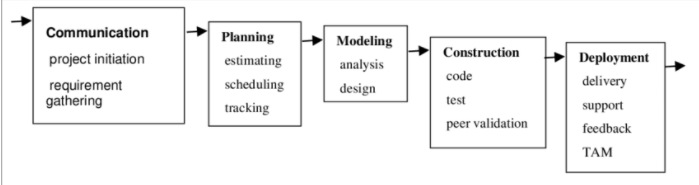 Communication
project initiation
requirement
gathering
Planning
estimating
scheduling
tracking
Modeling
analysis
design
Construction
code
test
peer validation
Deployment
delivery
support
feedback
TAM